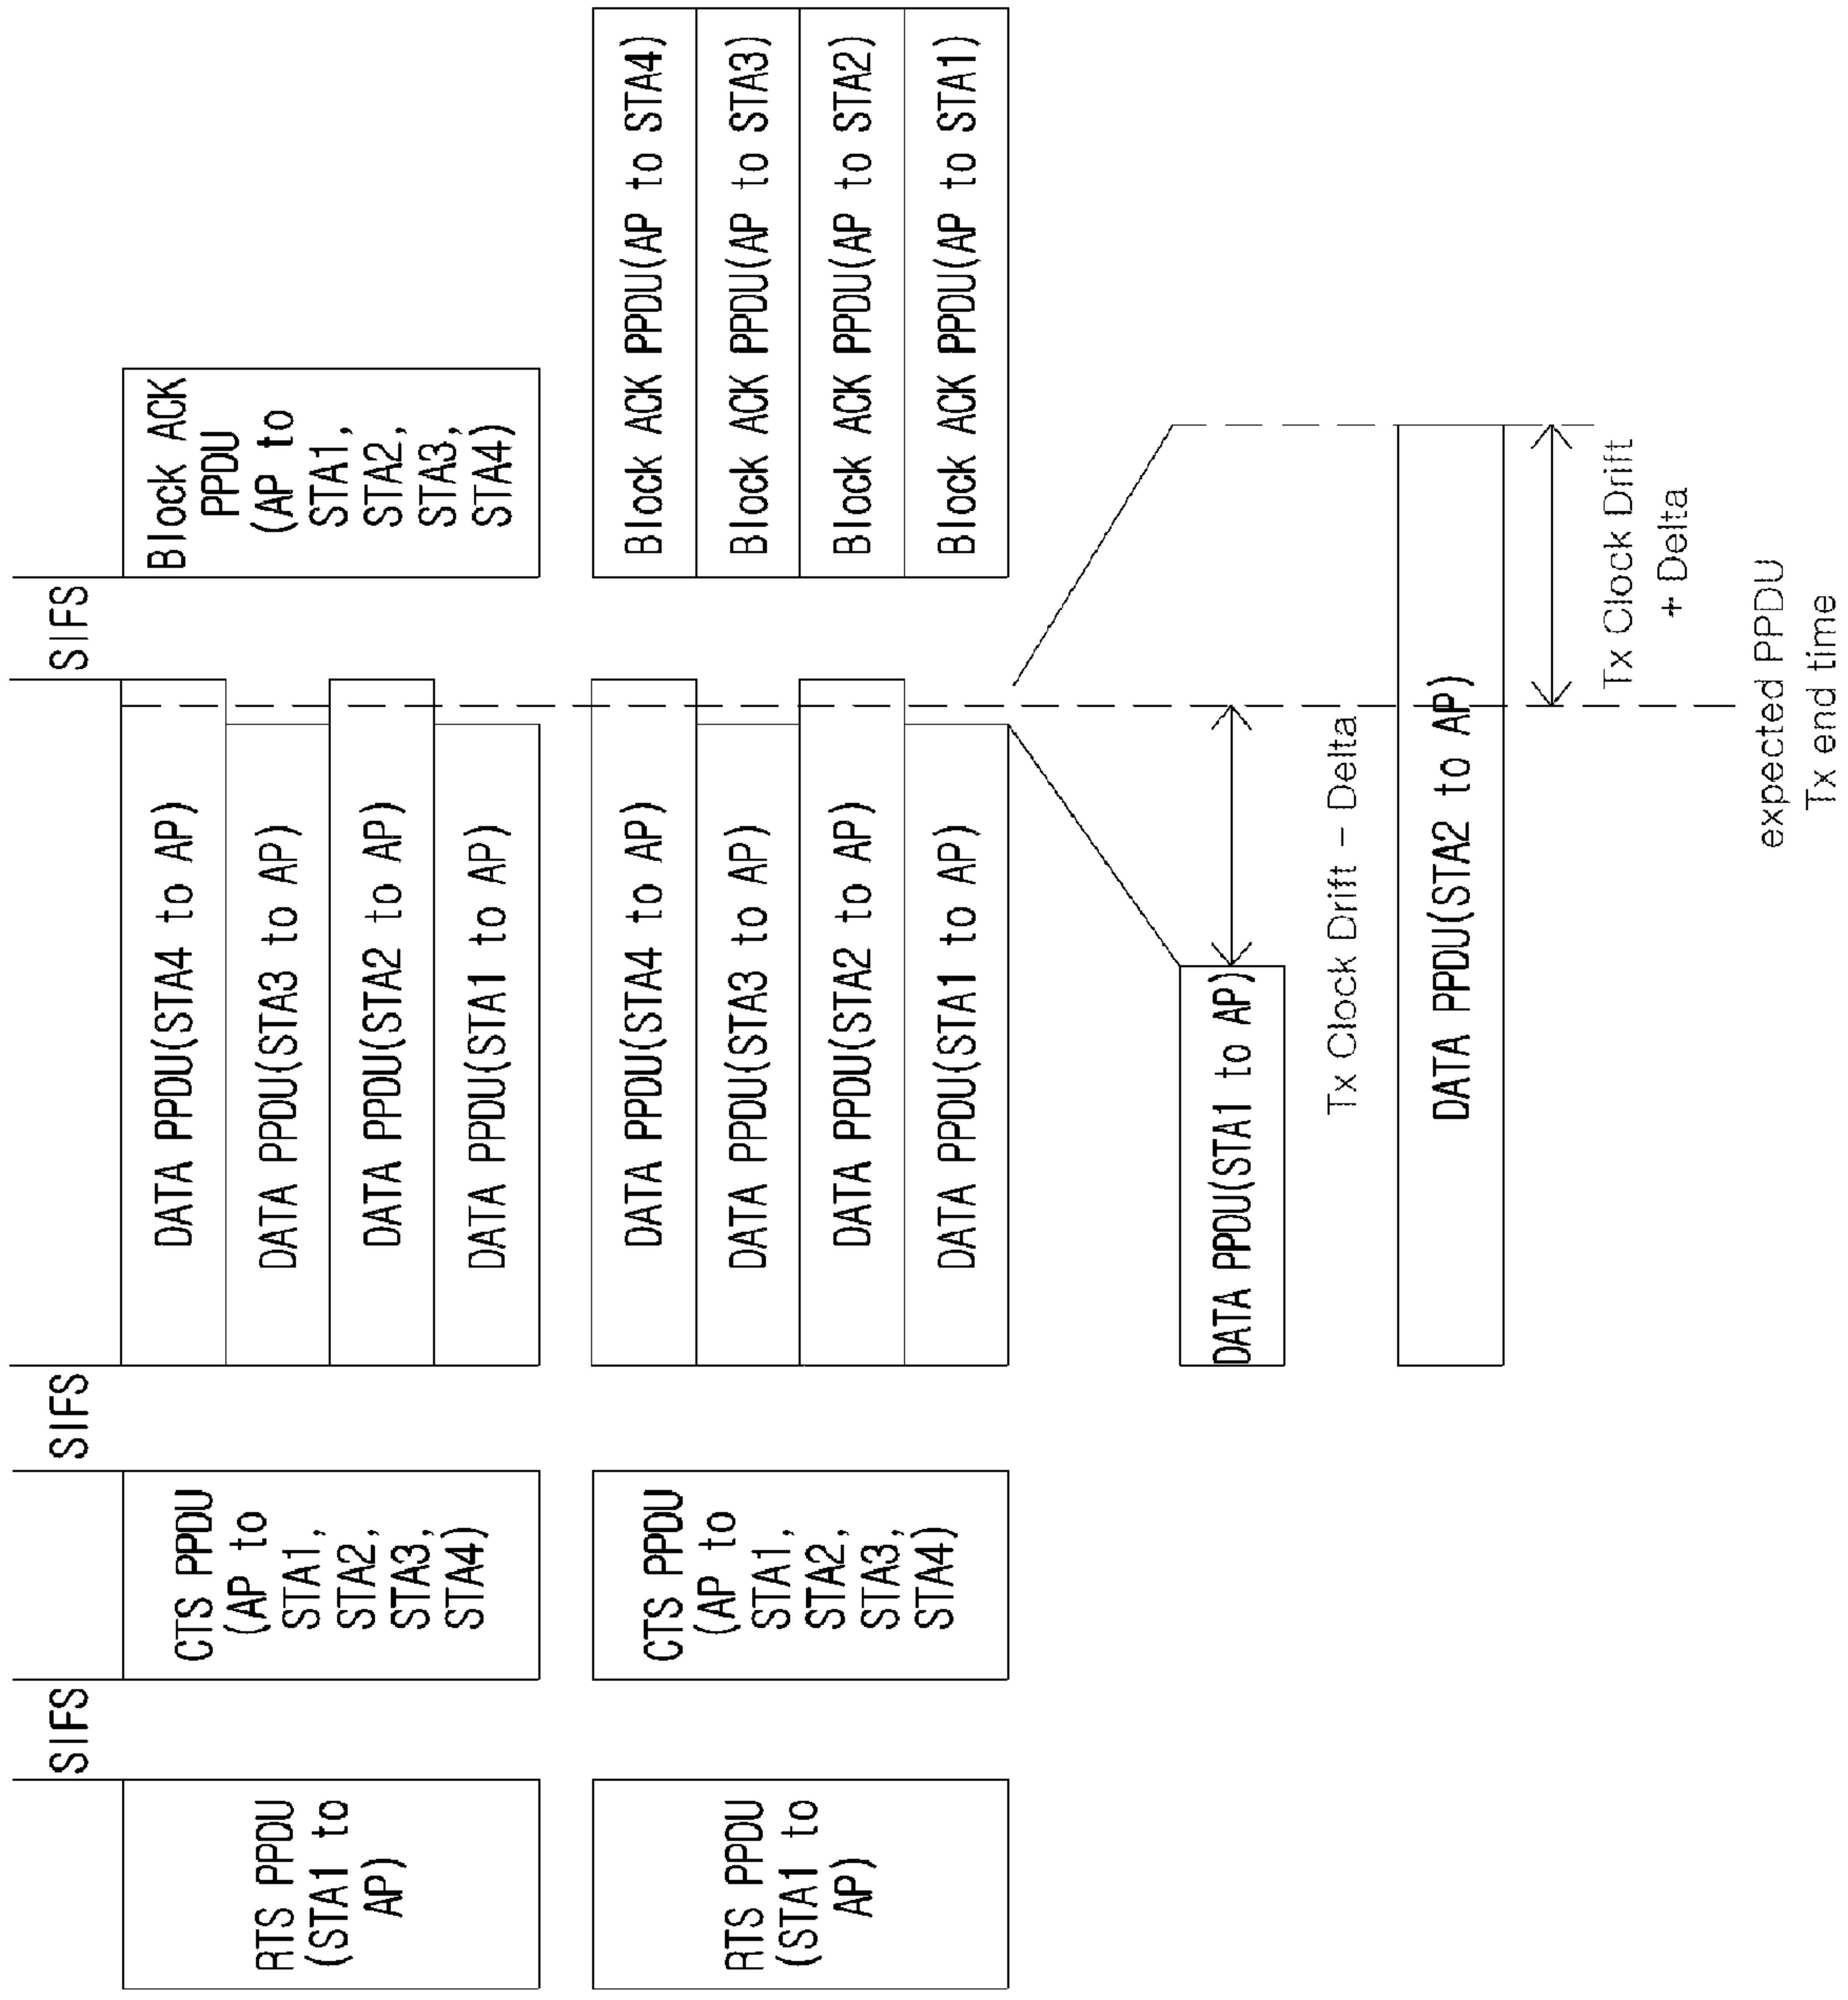 SIFS
SIFS
SIFS
RTS PPDU
(STA1 to
AP)
CTS PPDU
(AP to
STA1,
STA2,
STA3,
STA4)
DATA PPDU(STA4 to AP)
DATA PPDU(STA3 to AP)
DATA PPDU(STA2 to AP)
DATA PPDU(STA1 to AP)
Block ACK
PPDU
(AP to
STA1,
STA2,
STA3,
STA4)
RTS PPDU
(STA1 to
AP)
CTS PPDU
(AP to
STA1,
STA2,
STA3,
STA4)
DATA PPDU(STA4 to AP)
DATA PPDU(STA3 to AP)
DATA PPDU(STA2 to AP)
DATA PPDU(STA1 to AP)
Block ACK PPDU(AP to STA4)
Block ACK PPDU(AP to STA3)
Block ACK PPDU(AP to STA2)
Block ACK PPDU(AP to STA1)
DATA PPDU(STA1 to AP)
Tx Clock Drift - Delta
DATA PPDU(STA2 to AP)
Tx Clock Drift
+ Delta
expected PPDU
Tx end time